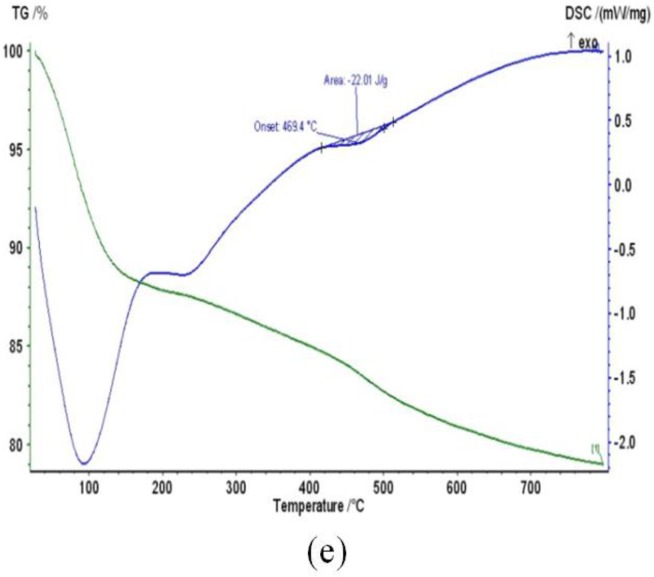 TG /% DSC /(mW/mg)
↑ exo
100 1.0
Area: -22.01 J/g
Onset: 469.4 °C 0.5
95
0.0
90 -0.5
-1.0
85
-1.5
80 -2.0
[1]
100 200 300 400 500 600 700
Temperature /°C
(e)